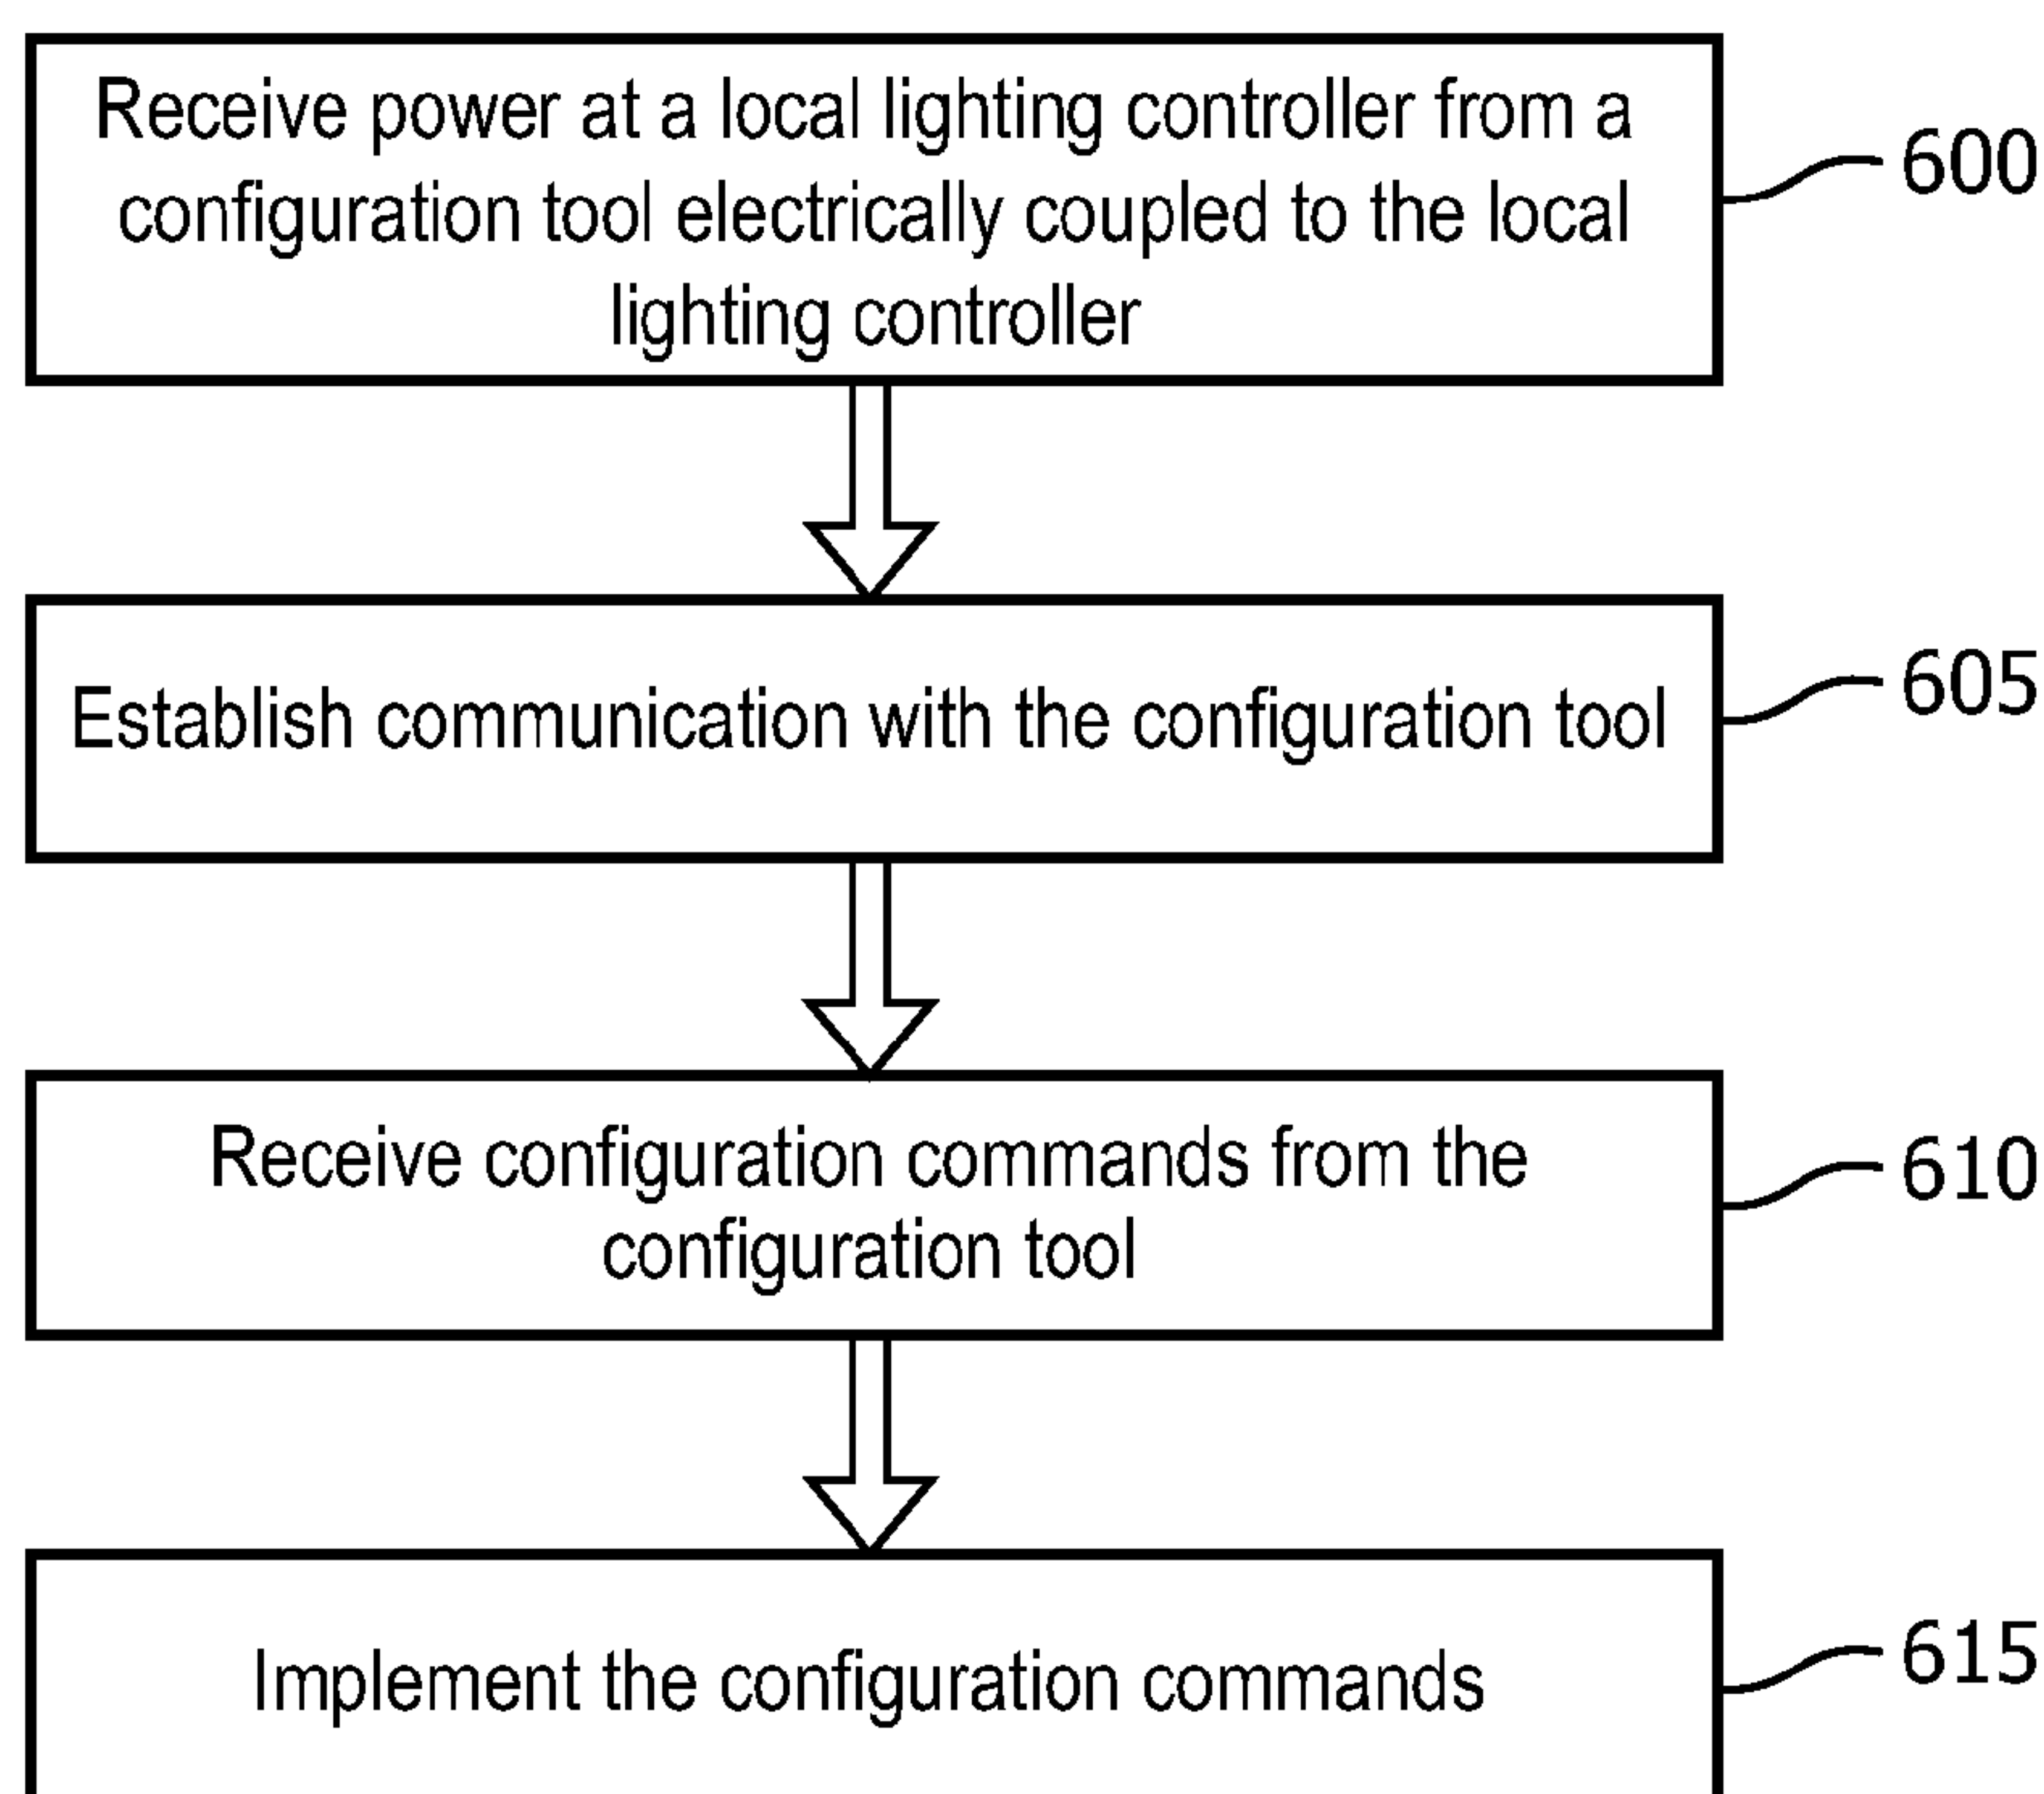 Receive power at a local lighting controller from a
configuration tool electrically coupled to the local
lighting controller
600
Establish communication with the configuration tool
605
Receive configuration commands from the
configuration tool
610
Implement the configuration commands
615